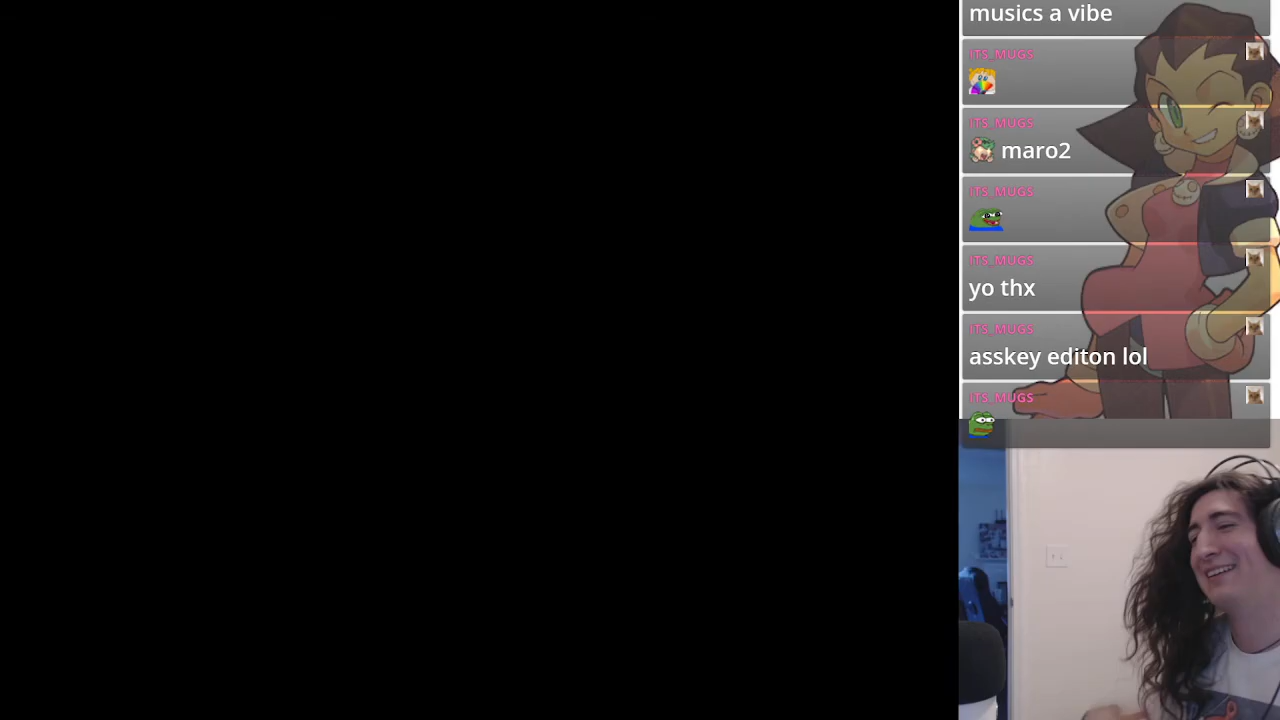 musics a vibe
ITS_MUGS
ITS_MUGS
maro2
ITS_MUGS
ITS_MUGS
yo thx
ITS_MUGS
asskey editon lol
ITS_MUGS